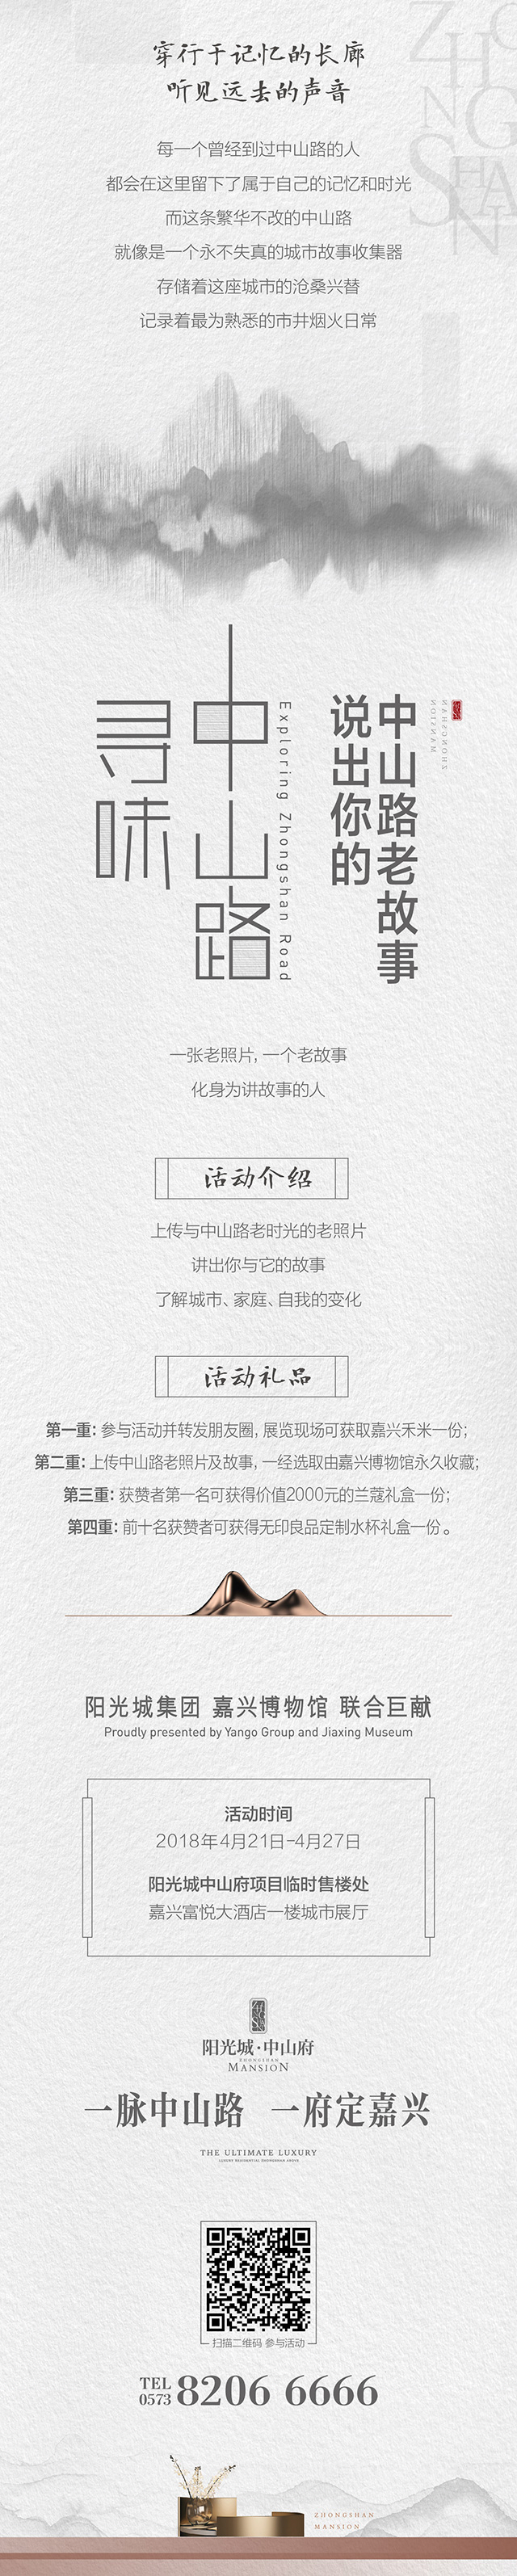 ZHONGSHAN
穿行于记忆的长廊
听见远去的声音
每一个曾经到过中山路的人
都会在这里留下了属于自己的记忆和时光
而这条繁华不改的中山路
就像是一个永不失真的城市故事收集器
存储着这座城市的沧桑兴替
记录着最为熟悉的市井烟火日常
ZHONGSHAN
MANSION
中山路老故事
说出你的
Exploring Zhongshan Road
中山路
寻味
一张老照片, 一个老故事
化身为讲故事的人
活动介绍
上传与中山路老时光的老照片
讲出你与它的故事
了解城市、家庭、自我的变化
活动礼品
第一重: 参与活动并转发朋友圈, 展览现场可获取嘉兴禾米一份;
第二重: 上传中山路老照片及故事, 一经选取由嘉兴博物馆永久收藏;
第三重: 获赞者第一名可获得价值2000元的兰蔻礼盒一份;
第四重: 前十名获赞者可获得无印良品定制水杯礼盒一份。
阳光城集团 嘉兴博物馆 联合巨献
Proudly presented by Yango Group and Jiaxing Museum
活动时间
2018年4月21日-4月27日
阳光城中山府项目临时售楼处
嘉兴富悦大酒店一楼城市展厅
阳光城·中山府
ZHONGSHAN
MANSION
一脉中山路 一府定嘉兴
THE ULTIMATE LUXURY
LUXURY RESIDENTIAL ZHONGSHAN ABOVE
扫描二维码 参与活动
TEL 0573 8206 6666
ZHONGSHAN
MANSION